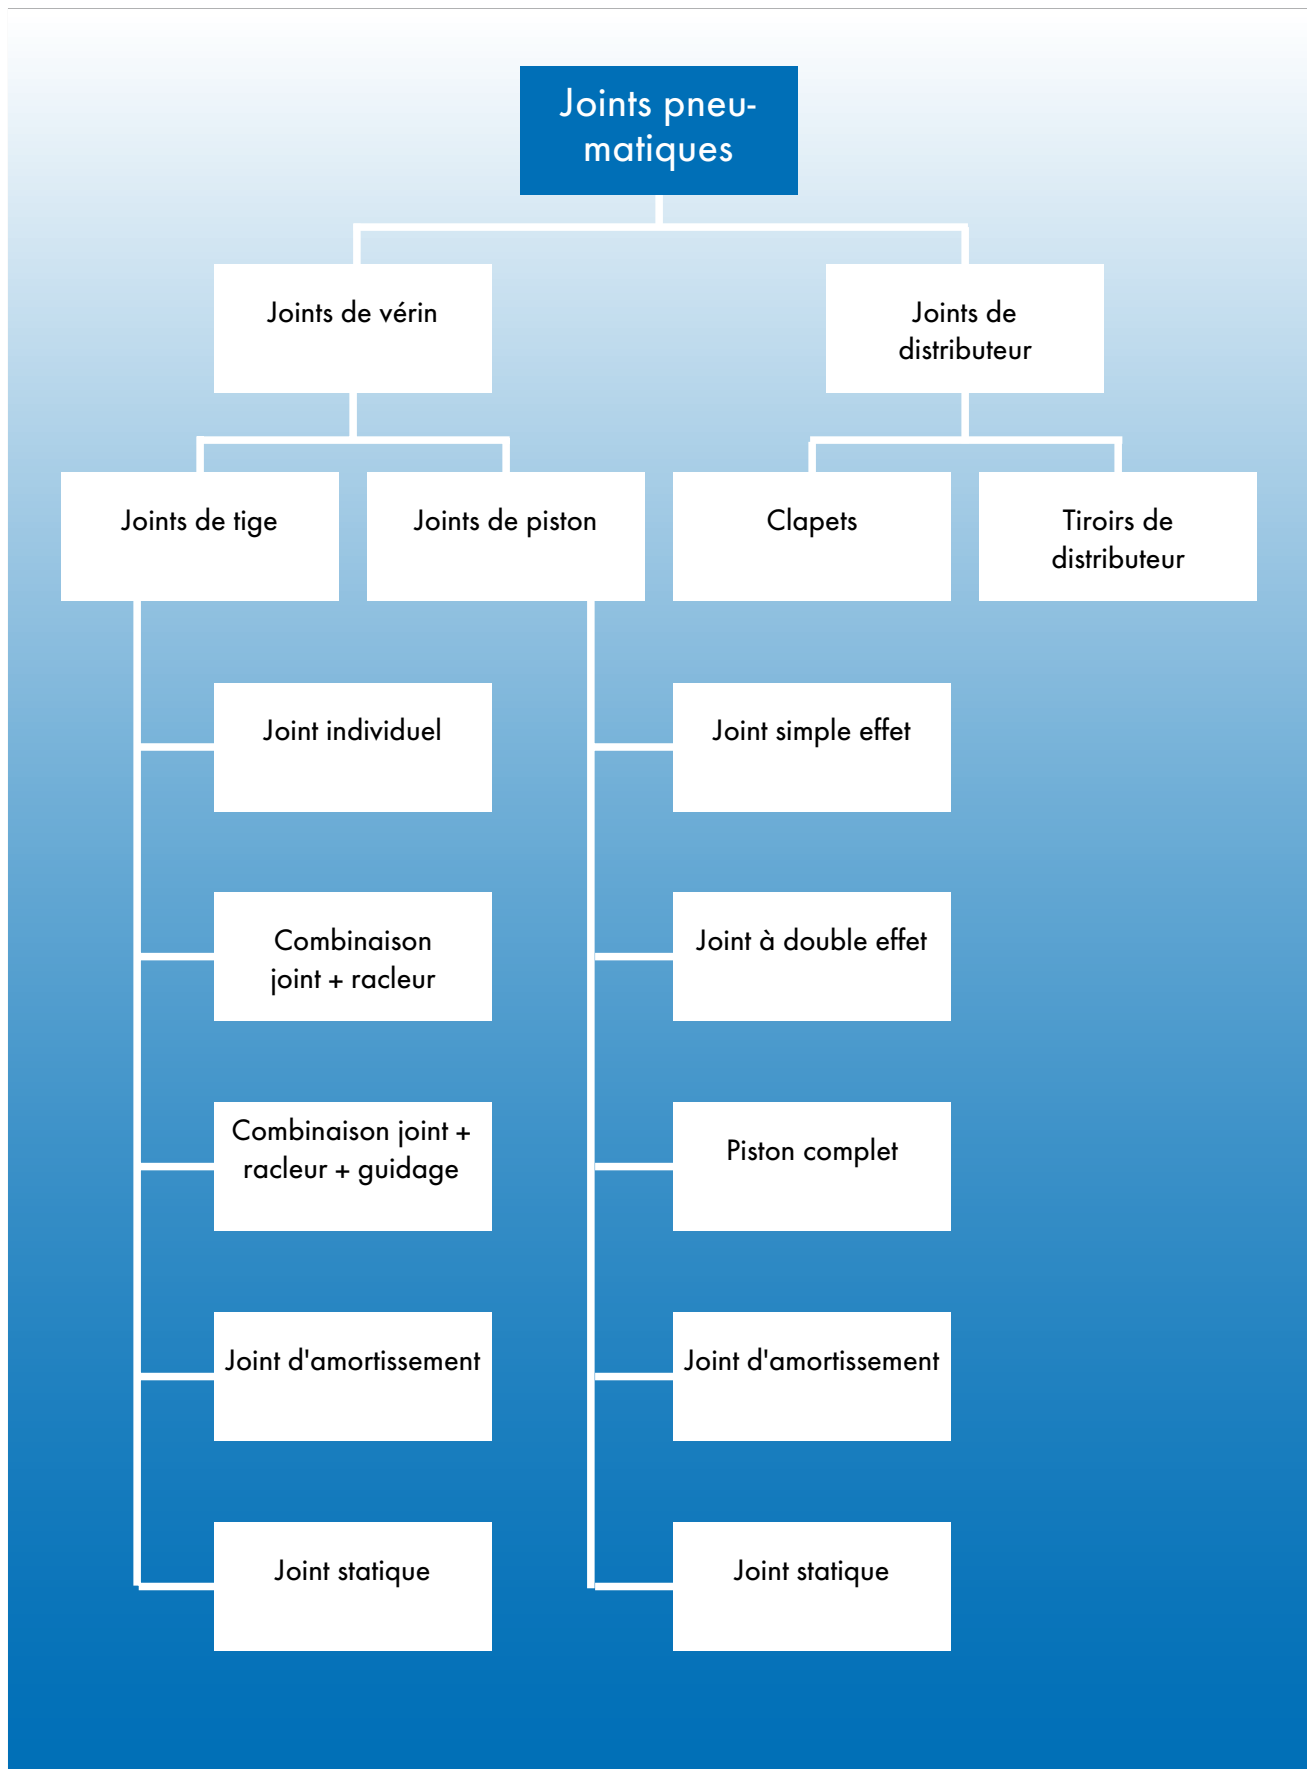 Joints pneu-
matiques
Joints de vérin
Joints de
distributeur
Joints de tige
Joints de piston
Clapets
Tiroirs de
distributeur
Joint individuel
Joint simple effet
Combinaison
joint + racleur
Joint à double effet
Combinaison joint +
racleur + guidage
Piston complet
Joint d'amortissement
Joint d'amortissement
Joint statique
Joint statique